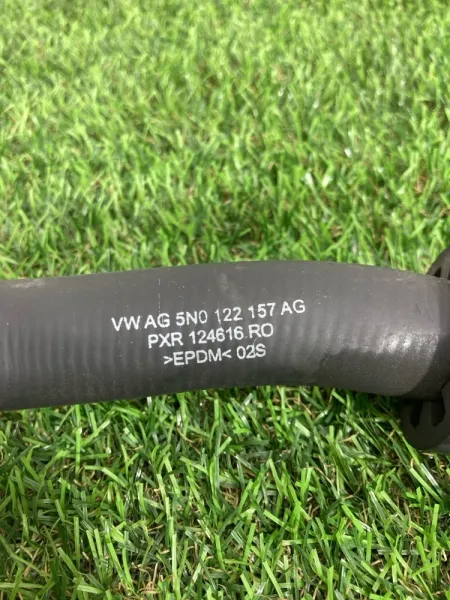 VW AG 5N0 122 157 AG
PXR 124616.RO
>EPDM< 02S